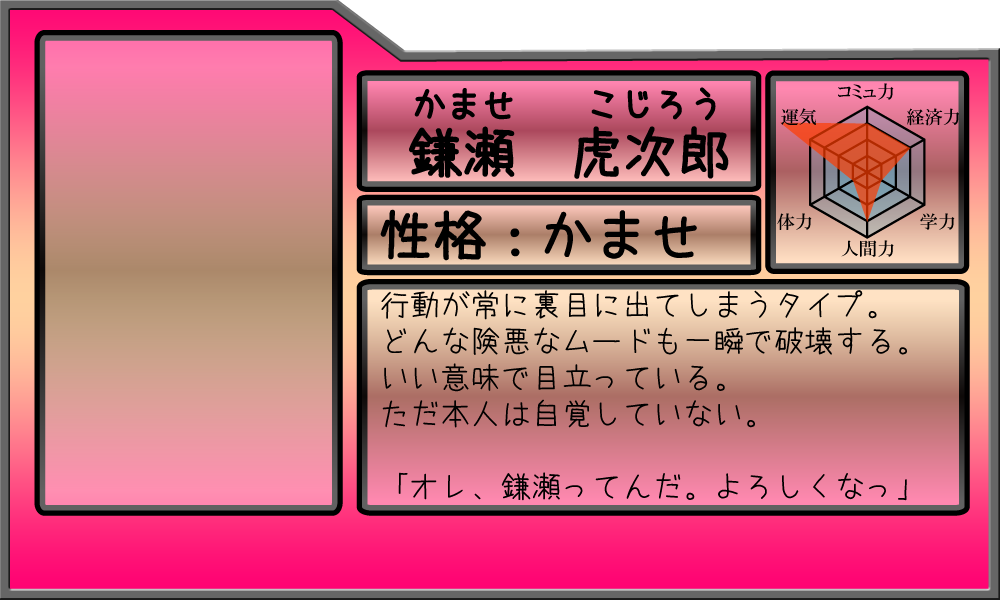 かませ　こじろう
鎌瀬　虎次郎
性格：かませ
コミュ力
運気
経済力
体力
学力
人間力
行動が常に裏目に出てしまうタイプ。
どんな険悪なムードも一瞬で破壊する。
いい意味で目立っている。
ただ本人は自覚していない。
「オレ、鎌瀬ってんだ。よろしくなっ」